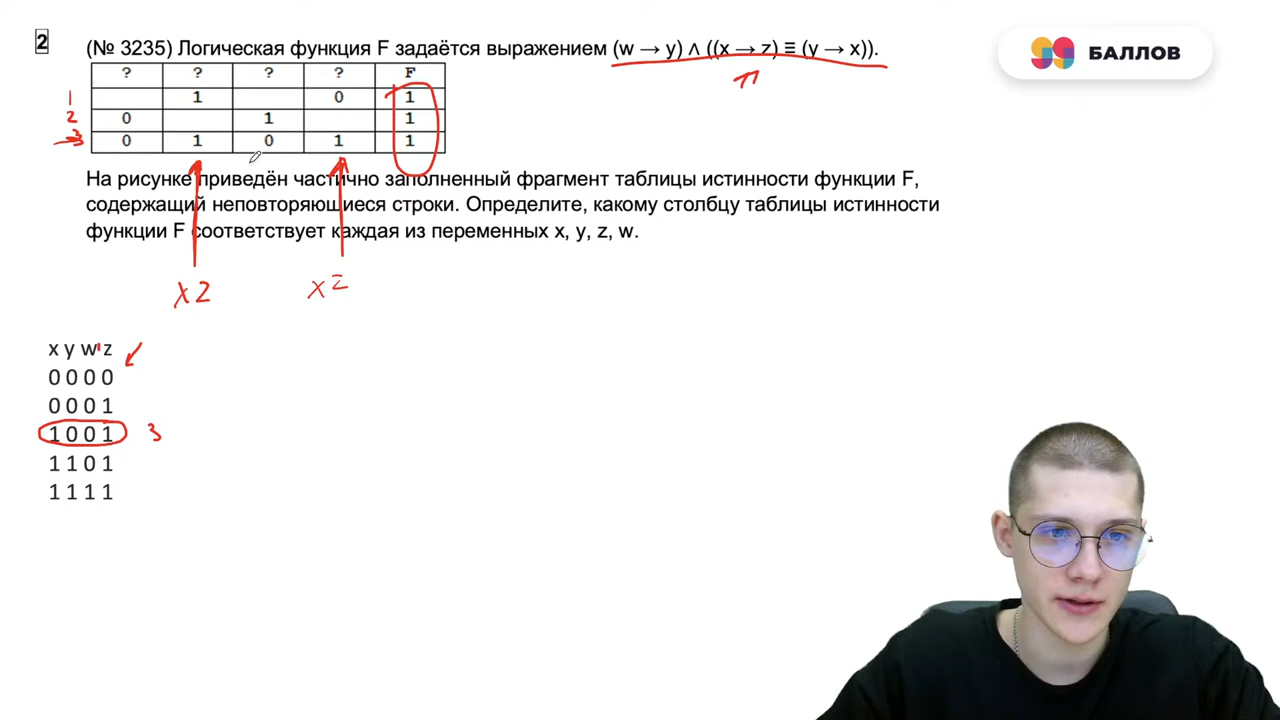 2
(№ 3235) Логическая функция F задаётся выражением (w → y) ∧ ((x → z) ≡ (y → x)).
? ? ? ? F
1 1 0 1
2 0 1 1
3 0 1 0 1 1
На рисунке приведён частично заполненный фрагмент таблицы истинности функции F,
содержащий неповторяющиеся строки. Определите, какому столбцу таблицы истинности
функции F соответствует каждая из переменных x, y, z, w.
xz xz
x y w z
0 0 0 0
0 0 0 1
1 0 0 1 3
1 1 0 1
1 1 1 1
99 БАЛЛОВ